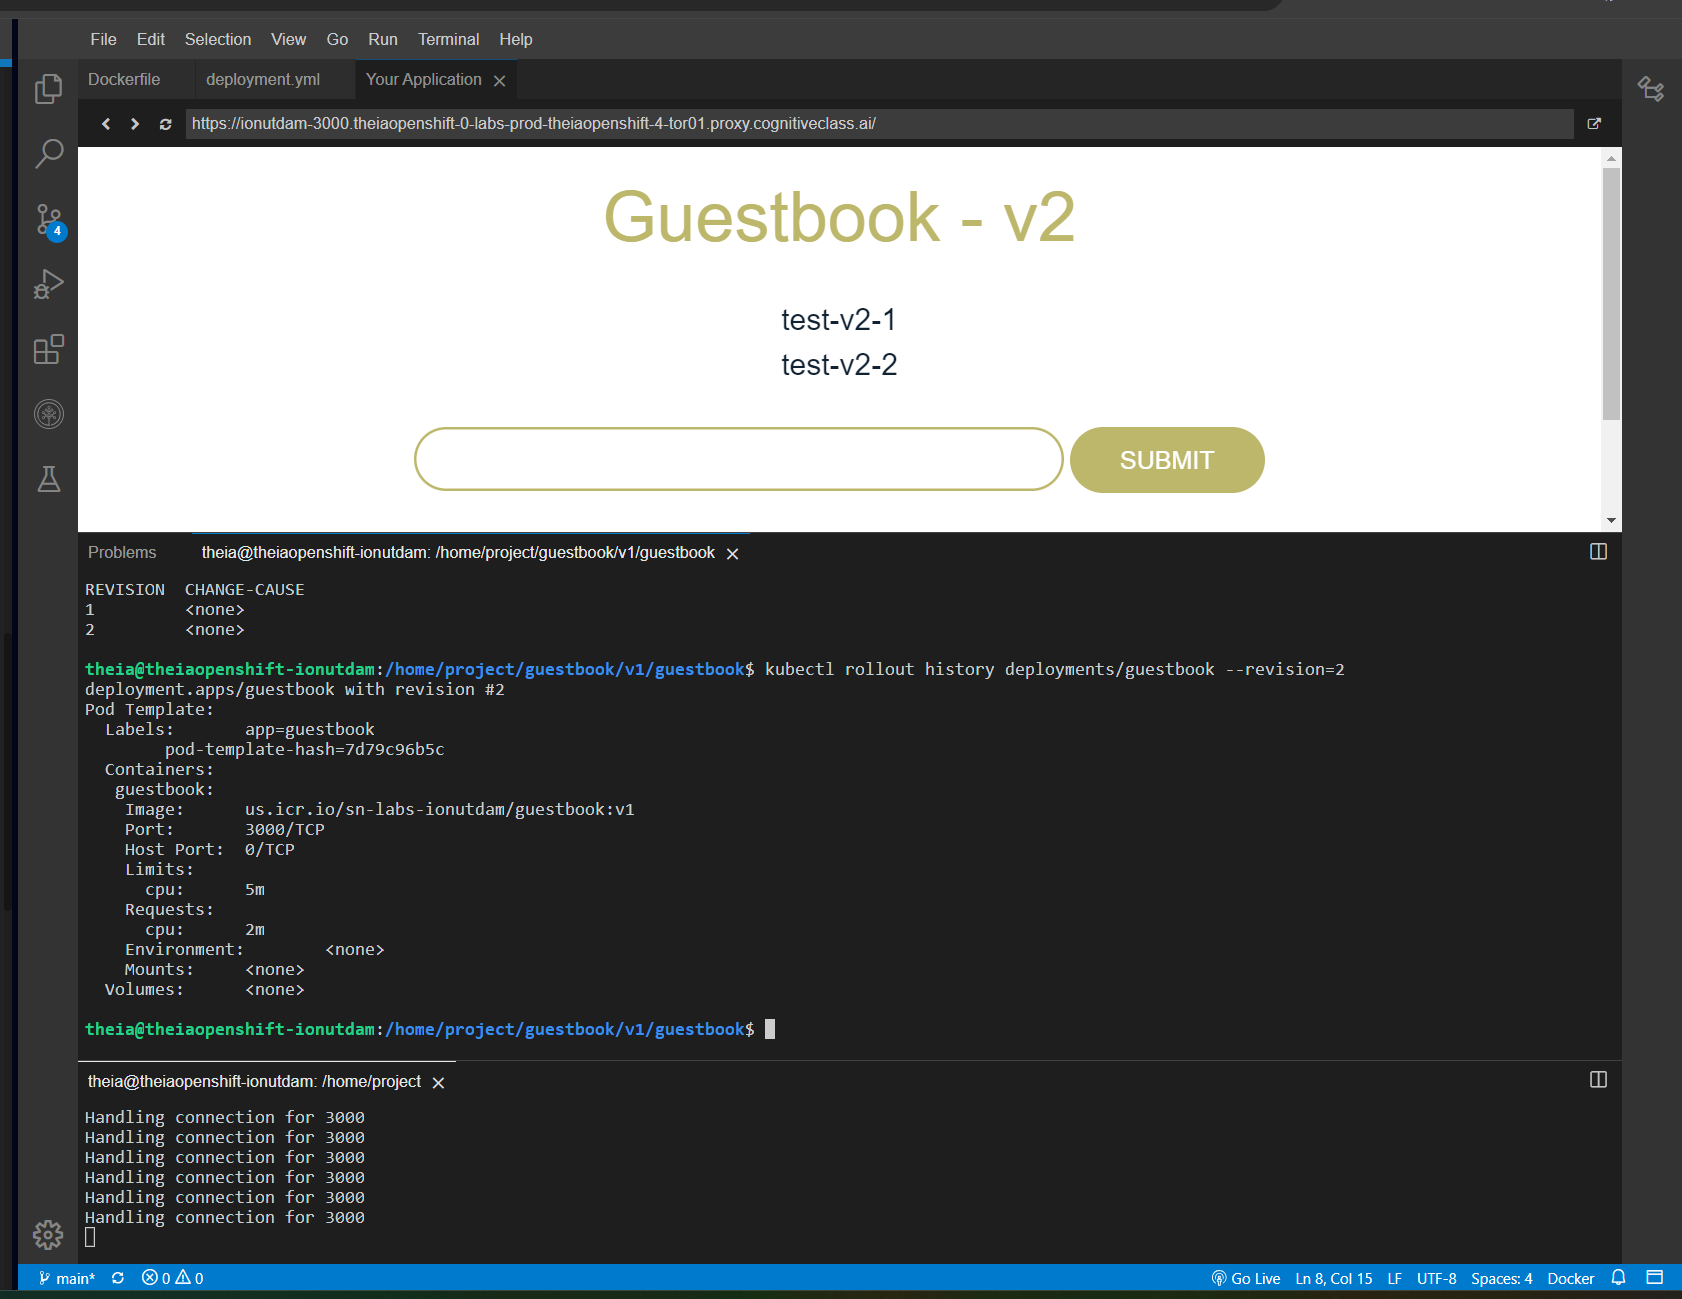 File Edit Selection View Go Run Terminal Help
Dockerfile deployment.yml Your Application
https://ionutdam-3000.theiaopenshift-0-labs-prod-theiaopenshift-4-tor01.proxy.cognitiveclass.ai/
Guestbook - v2
test-v2-1
test-v2-2
SUBMIT
4
Problems theia@theiaopenshift-ionutdam: /home/project/guestbook/v1/guestbook
REVISION  CHANGE-CAUSE
1         <none>
2         <none>
theia@theiaopenshift-ionutdam:/home/project/guestbook/v1/guestbook$ kubectl rollout history deployments/guestbook --revision=2
deployment.apps/guestbook with revision #2
Pod Template:
  Labels:       app=guestbook
        pod-template-hash=7d79c96b5c
  Containers:
   guestbook:
    Image:      us.icr.io/sn-labs-ionutdam/guestbook:v1
    Port:       3000/TCP
    Host Port:  0/TCP
    Limits:
      cpu:      5m
    Requests:
      cpu:      2m
    Environment:        <none>
    Mounts:     <none>
  Volumes:      <none>
theia@theiaopenshift-ionutdam:/home/project/guestbook/v1/guestbook$
theia@theiaopenshift-ionutdam: /home/project
Handling connection for 3000
Handling connection for 3000
Handling connection for 3000
Handling connection for 3000
Handling connection for 3000
Handling connection for 3000
main* 0 0 Go Live Ln 8, Col 15 LF UTF-8 Spaces: 4 Docker